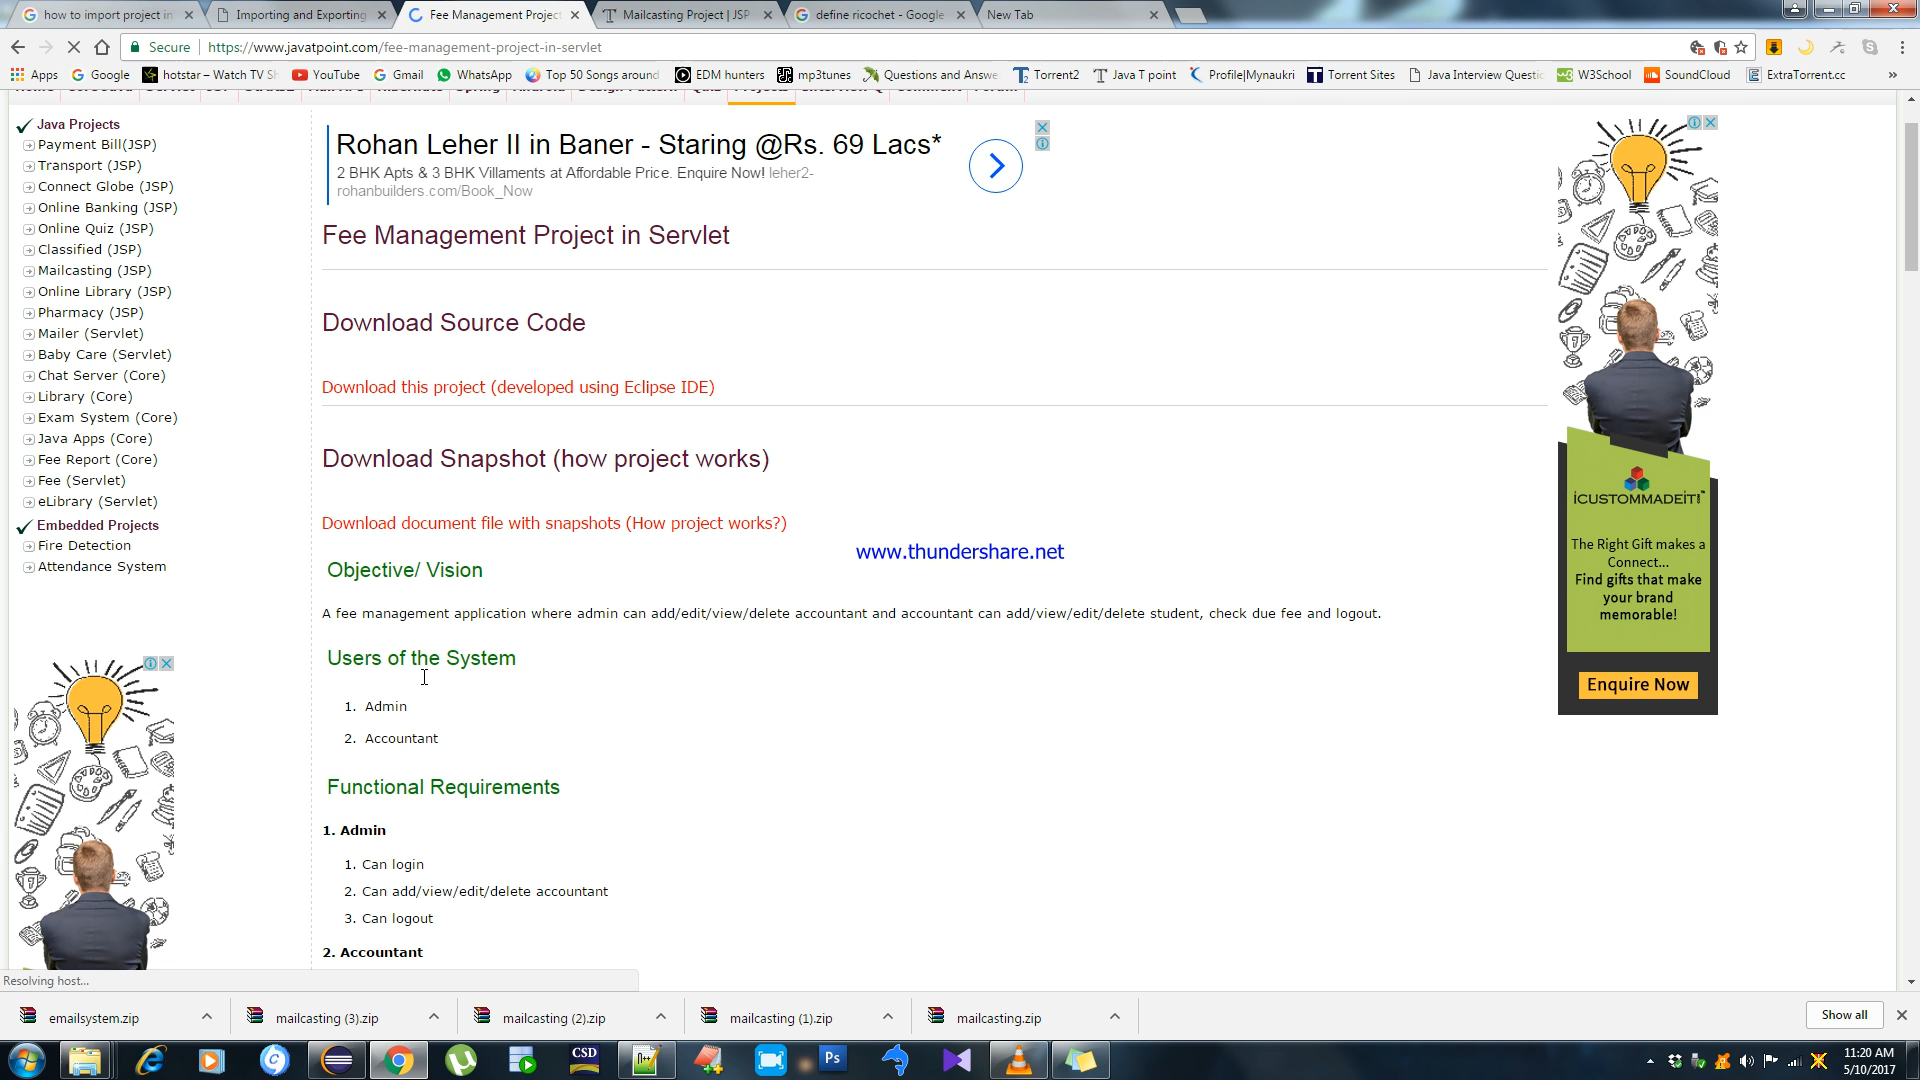 how to import project in
Importing and Exporting
Fee Management Project
Mailcasting Project | JSP
define ricochet - Google
New Tab
Secure
https://www.javatpoint.com/fee-management-project-in-servlet
Apps
Google
hotstar – Watch TV Sh
YouTube
Gmail
WhatsApp
Top 50 Songs around
EDM hunters
mp3tunes
Questions and Answe
Torrent2
Java T point
Profile|Mynaukri
Torrent Sites
Java Interview Questic
W3School
SoundCloud
ExtraTorrent.cc
»
Java Projects
Payment Bill(JSP)
Transport (JSP)
Connect Globe (JSP)
Online Banking (JSP)
Online Quiz (JSP)
Classified (JSP)
Mailcasting (JSP)
Online Library (JSP)
Pharmacy (JSP)
Mailer (Servlet)
Baby Care (Servlet)
Chat Server (Core)
Library (Core)
Exam System (Core)
Java Apps (Core)
Fee Report (Core)
Fee (Servlet)
eLibrary (Servlet)
Embedded Projects
Fire Detection
Attendance System
Rohan Leher II in Baner - Staring @Rs. 69 Lacs*
2 BHK Apts & 3 BHK Villaments at Affordable Price. Enquire Now! leher2-
rohanbuilders.com/Book_Now
Fee Management Project in Servlet
Download Source Code
Download this project (developed using Eclipse IDE)
Download Snapshot (how project works)
Download document file with snapshots (How project works?)
www.thundershare.net
Objective/ Vision
A fee management application where admin can add/edit/view/delete accountant and accountant can add/view/edit/delete student, check due fee and logout.
Users of the System
1. Admin
2. Accountant
Functional Requirements
1. Admin
1. Can login
2. Can add/view/edit/delete accountant
3. Can logout
2. Accountant
iCUSTOMMADEIT!™
The Right Gift makes a
Connect...
Find gifts that make
your brand
memorable!
Enquire Now
Resolving host...
emailsystem.zip
mailcasting (3).zip
mailcasting (2).zip
mailcasting (1).zip
mailcasting.zip
Show all
CSD
Ps
11:20 AM
5/10/2017